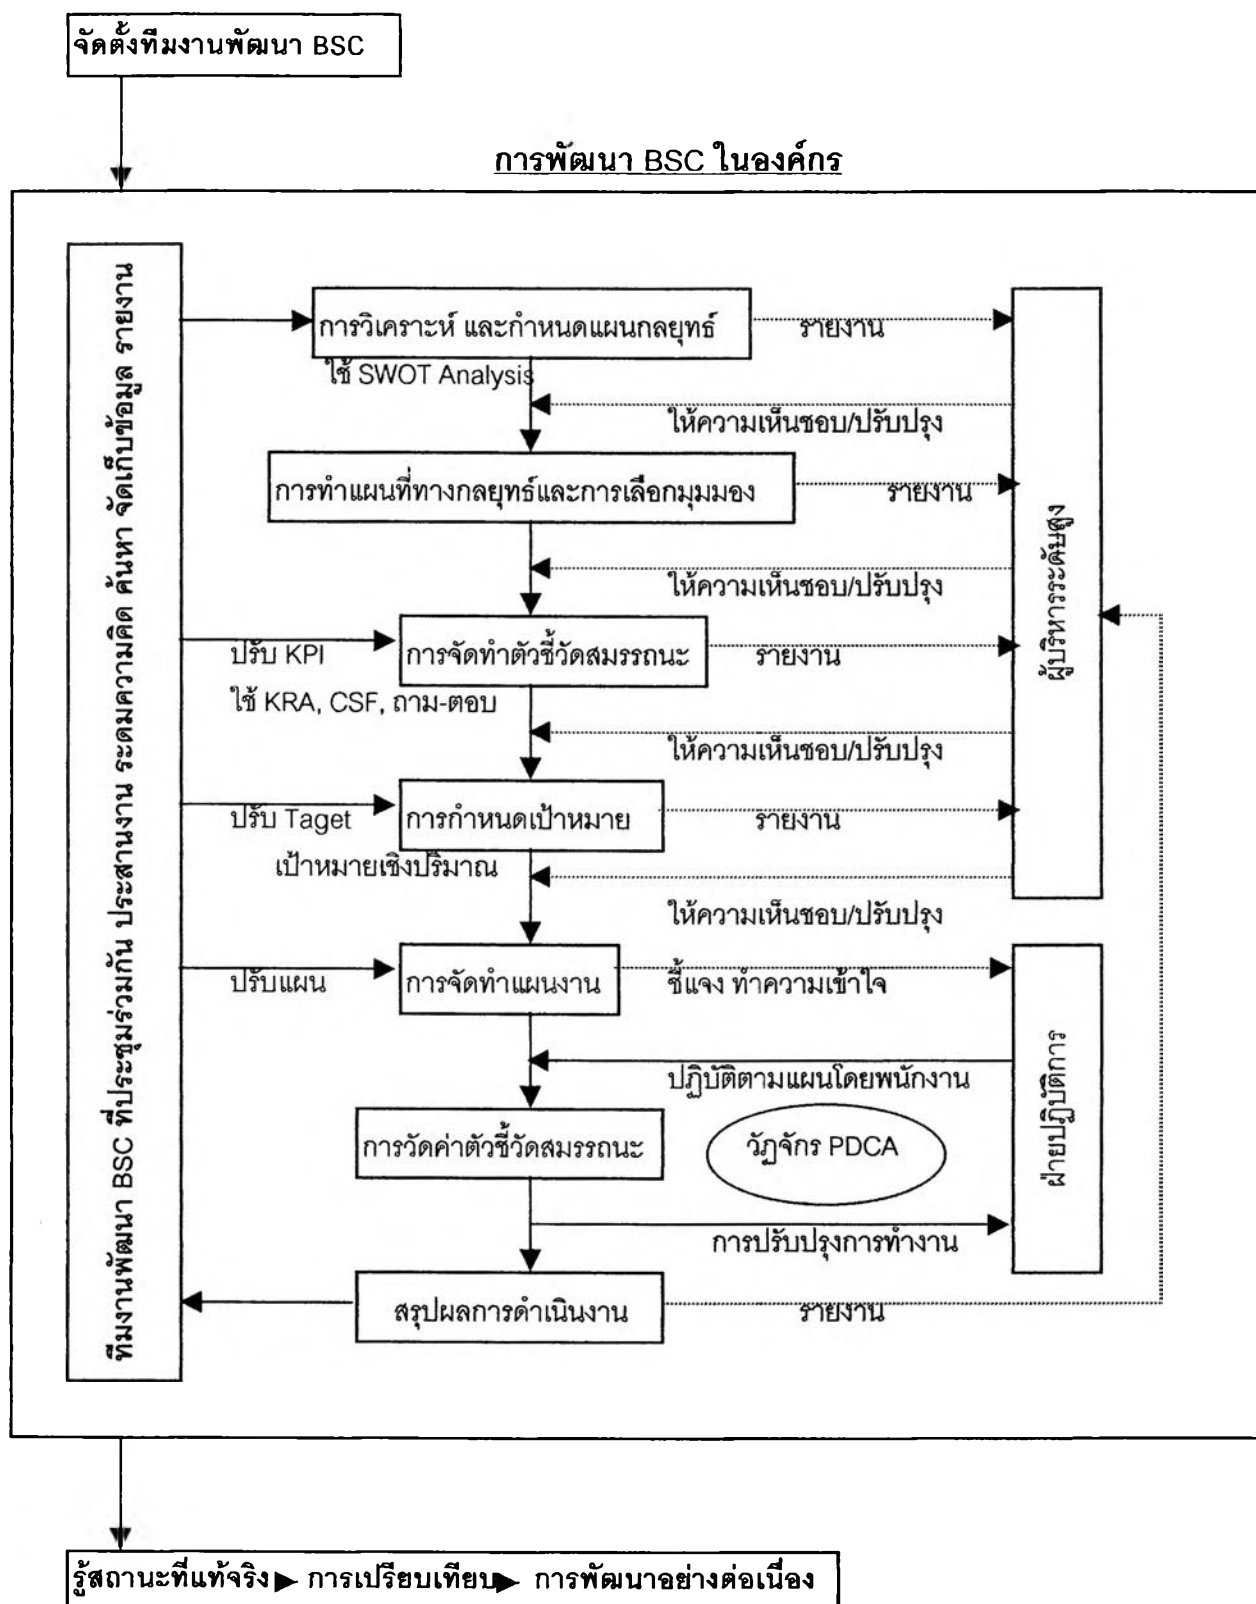 จัดตั้งทีมงานพัฒนา BSC
การพัฒนา BSC ในองค์กร
ทีมงานพัฒนา BSC ที่ประชุมร่วมกัน ประสานงาน ระดมความคิด ค้นหา จัดเก็บข้อมูล รายงาน
การวิเคราะห์ และกำหนดแผนกลยุทธ์
รายงาน
ใช้ SWOT Analysis
ให้ความเห็นชอบ/ปรับปรุง
การทำแผนที่ทางกลยุทธ์และการเลือกมุมมอง
รายงาน
ผู้บริหารระดับสูง
ให้ความเห็นชอบ/ปรับปรุง
ปรับ KPI
การจัดทำตัวชี้วัดสมรรถนะ
รายงาน
ใช้ KRA, CSF, ถาม-ตอบ
ให้ความเห็นชอบ/ปรับปรุง
ปรับ Taget
การกำหนดเป้าหมาย
รายงาน
เป้าหมายเชิงปริมาณ
ให้ความเห็นชอบ/ปรับปรุง
ปรับแผน
การจัดทำแผนงาน
ชี้แจง ทำความเข้าใจ
ฝ่ายปฏิบัติการ
ปฏิบัติตามแผนโดยพนักงาน
การวัดค่าตัวชี้วัดสมรรถนะ
วัฏจักร PDCA
การปรับปรุงการทำงาน
สรุปผลการดำเนินงาน
รายงาน
รู้สถานะที่แท้จริง ▶ การเปรียบเทียบ ▶ การพัฒนาอย่างต่อเนื่อง